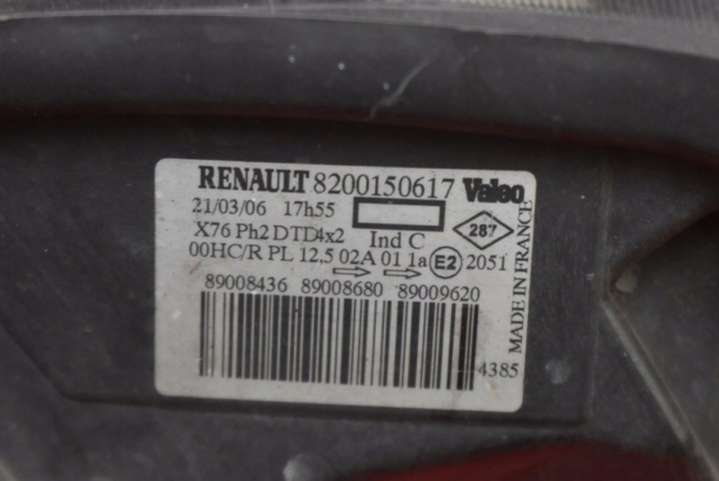 RENAULT 8200150617 Valeo
21/03/06 17h55
287
X76 Ph2 DTD4x2 Ind C
00HC/R PL 12,5 02A 01 1a E2 2051
89008436 89008680 89009620
4385
MADE IN FRANCE